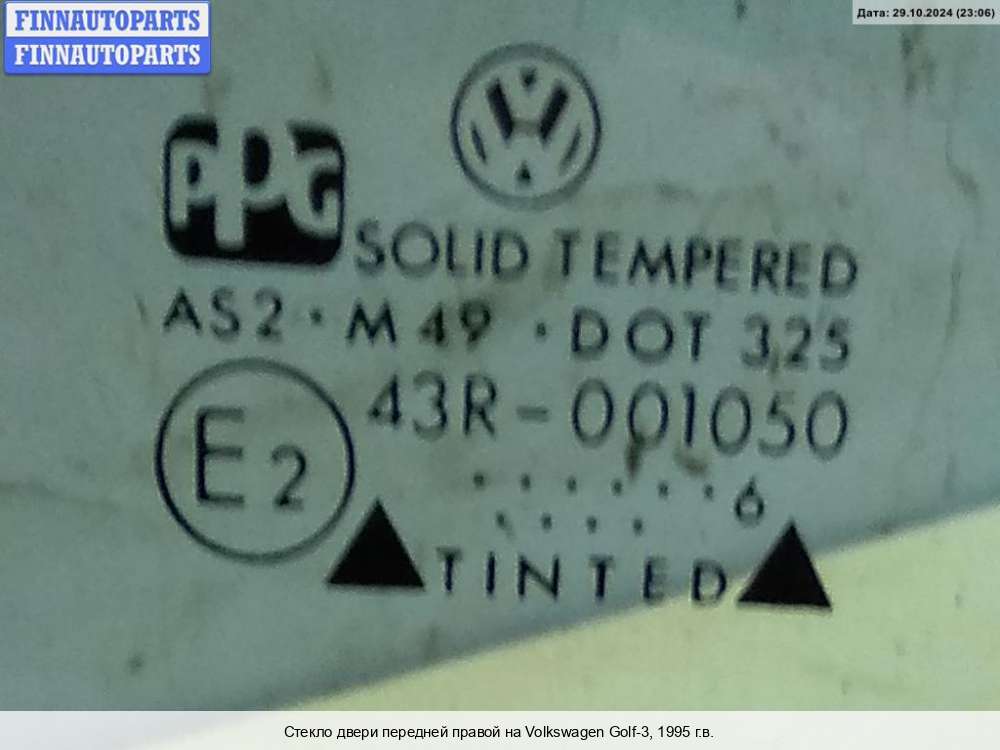 FINNAUTOPARTS
FINNAUTOPARTS
Дата: 29.10.2024 (23:06)
PPG
SOLID TEMPERED
AS2 · M 49 · DOT 325
43R-001050
E2
. . . . . . 6
. . . .
TINTED
Стекло двери передней правой на Volkswagen Golf-3, 1995 г.в.